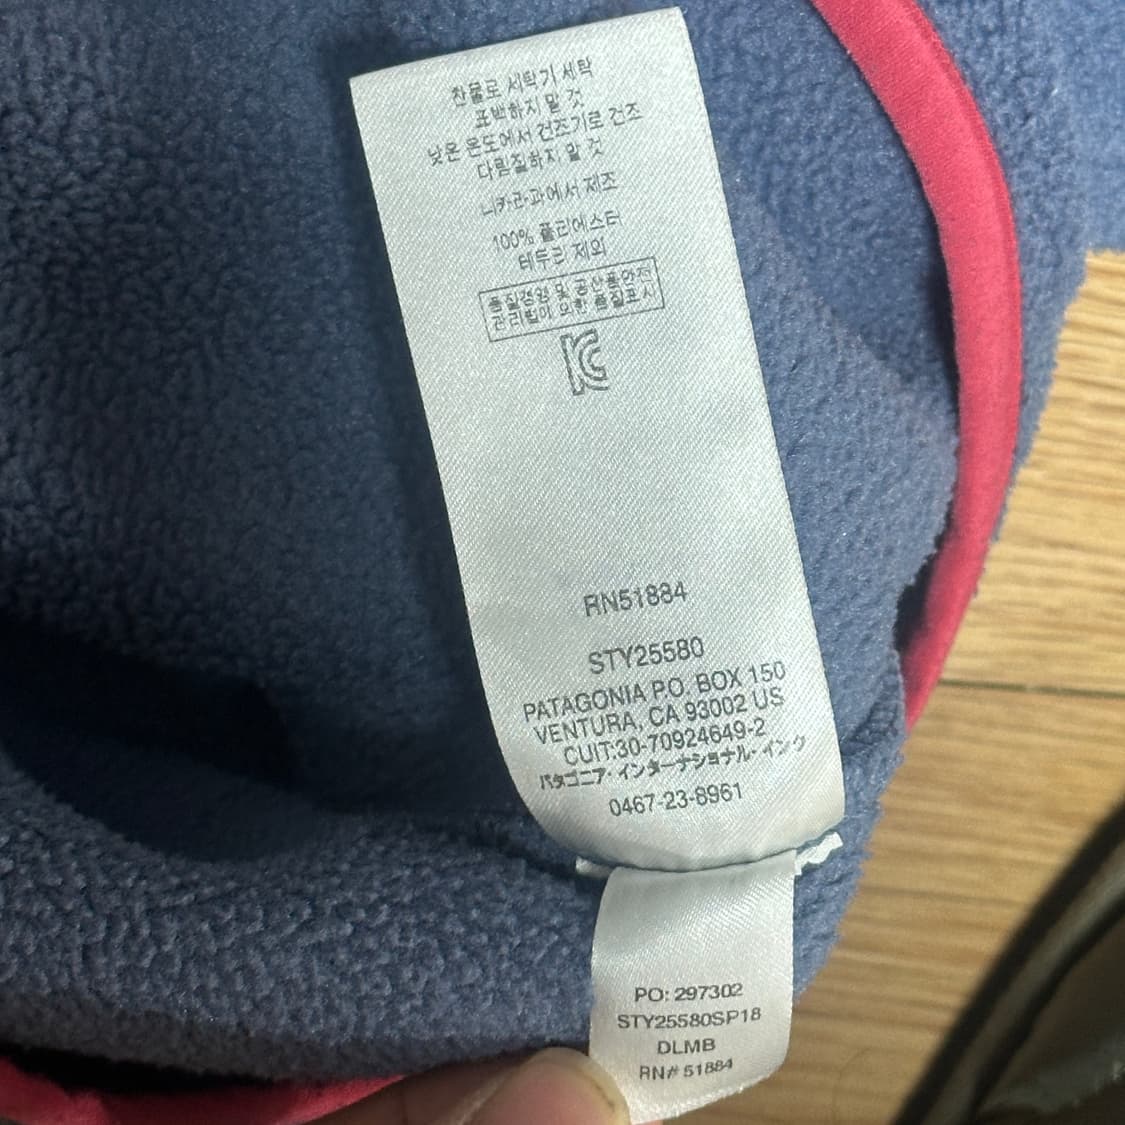 찬물로 세탁기 세탁
표백하지 말 것
낮은 온도에서 건조기로 건조
다림질하지 말 것
니카라과에서 제조
100% 폴리에스터
테두리 제외
품질경영 및 공산품안전
관리법에 의한 품질표시
KC
RN51884
STY25580
PATAGONIA P.O. BOX 150
VENTURA, CA 93002 US
CUIT:30-70924649-2
パタゴニア・インターナショナル・インク
0467-23-8961
PO: 297302
STY25580SP18
DLMB
RN# 51884